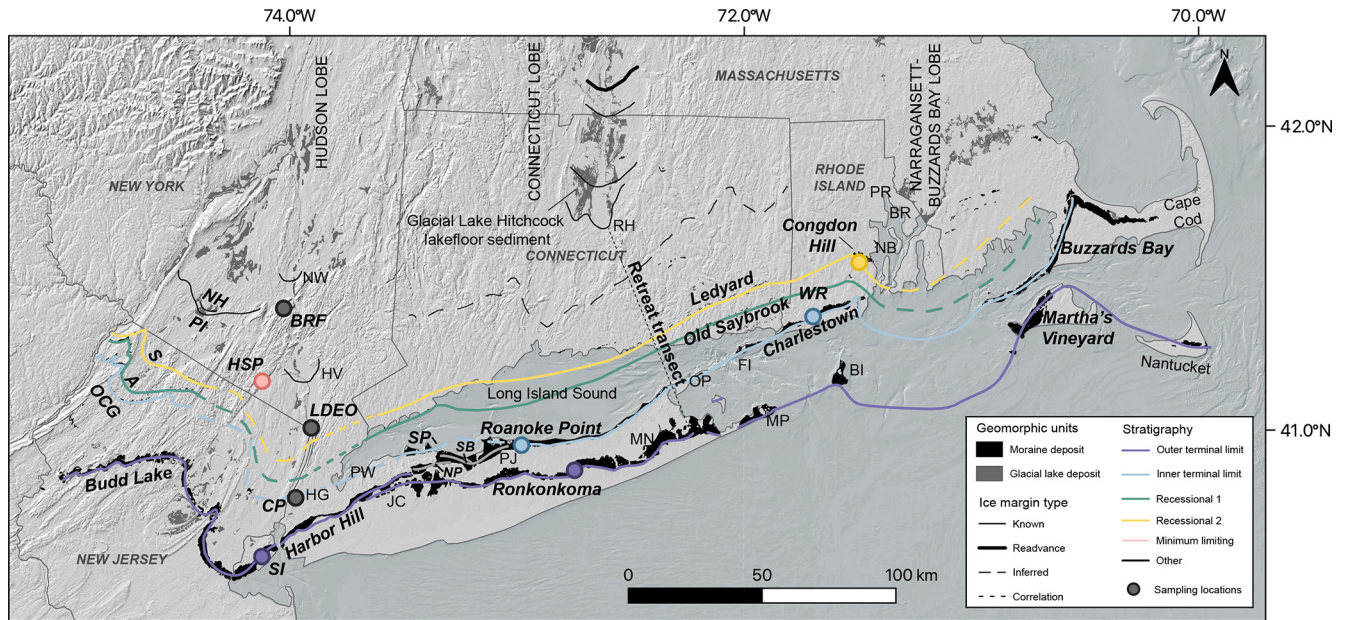 74.0°W
72.0°W
70.0°W
42.0°N
41.0°N
N
HUDSON LOBE
CONNECTICUT LOBE
NARRAGANSETT-
BUZZARDS BAY LOBE
MASSACHUSETTS
NEW YORK
RHODE
ISLAND
PR
BR
NB
Cape
Cod
Glacial Lake Hitchcock
lakefloor sediment
RH
CONNECTICUT
Congdon
Hill
Buzzards Bay
Retreat transect
Ledyard
WR
Old Saybrook
Charlestown
Martha's
Vineyard
Nantucket
NW
NH
PI
BRF
S
A
OCG
HSP
HV
LDEO
Long Island Sound
OP
FI
BI
Roanoke Point
SP
SB
PJ
NP
MN
MP
PW
Budd Lake
CP
HG
JC
Ronkonkoma
Harbor Hill
SI
NEW JERSEY
0
50
100 km
Geomorphic units
Moraine deposit
Glacial lake deposit
Ice margin type
Known
Readvance
Inferred
Correlation
Stratigraphy
Outer terminal limit
Inner terminal limit
Recessional 1
Recessional 2
Minimum limiting
Other
Sampling locations